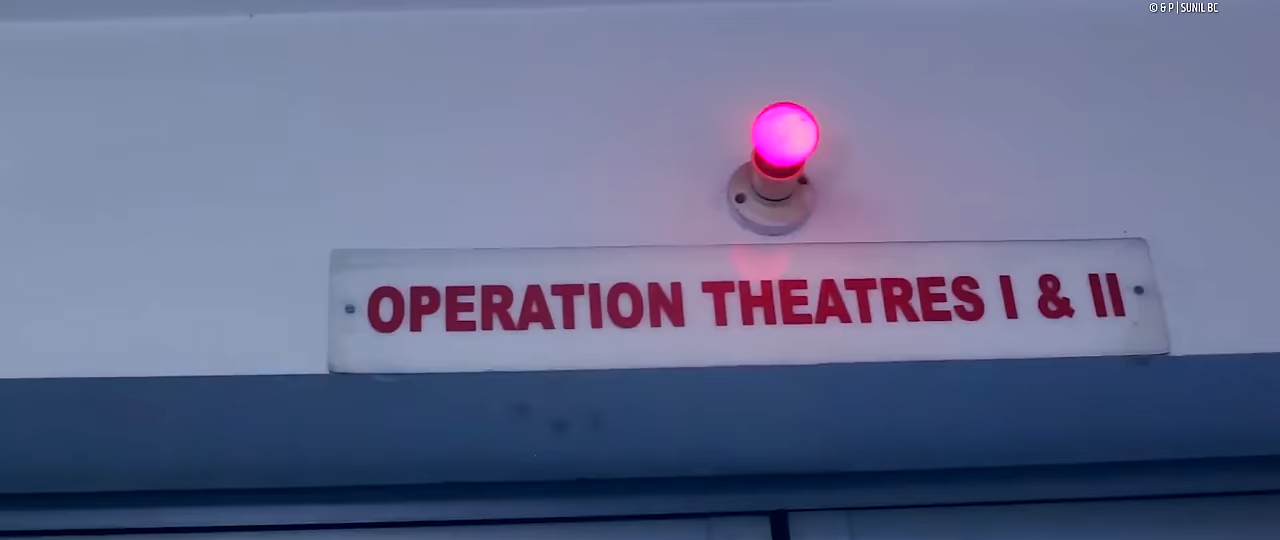 © & P | SUNIL BC
OPERATION THEATRES I & II